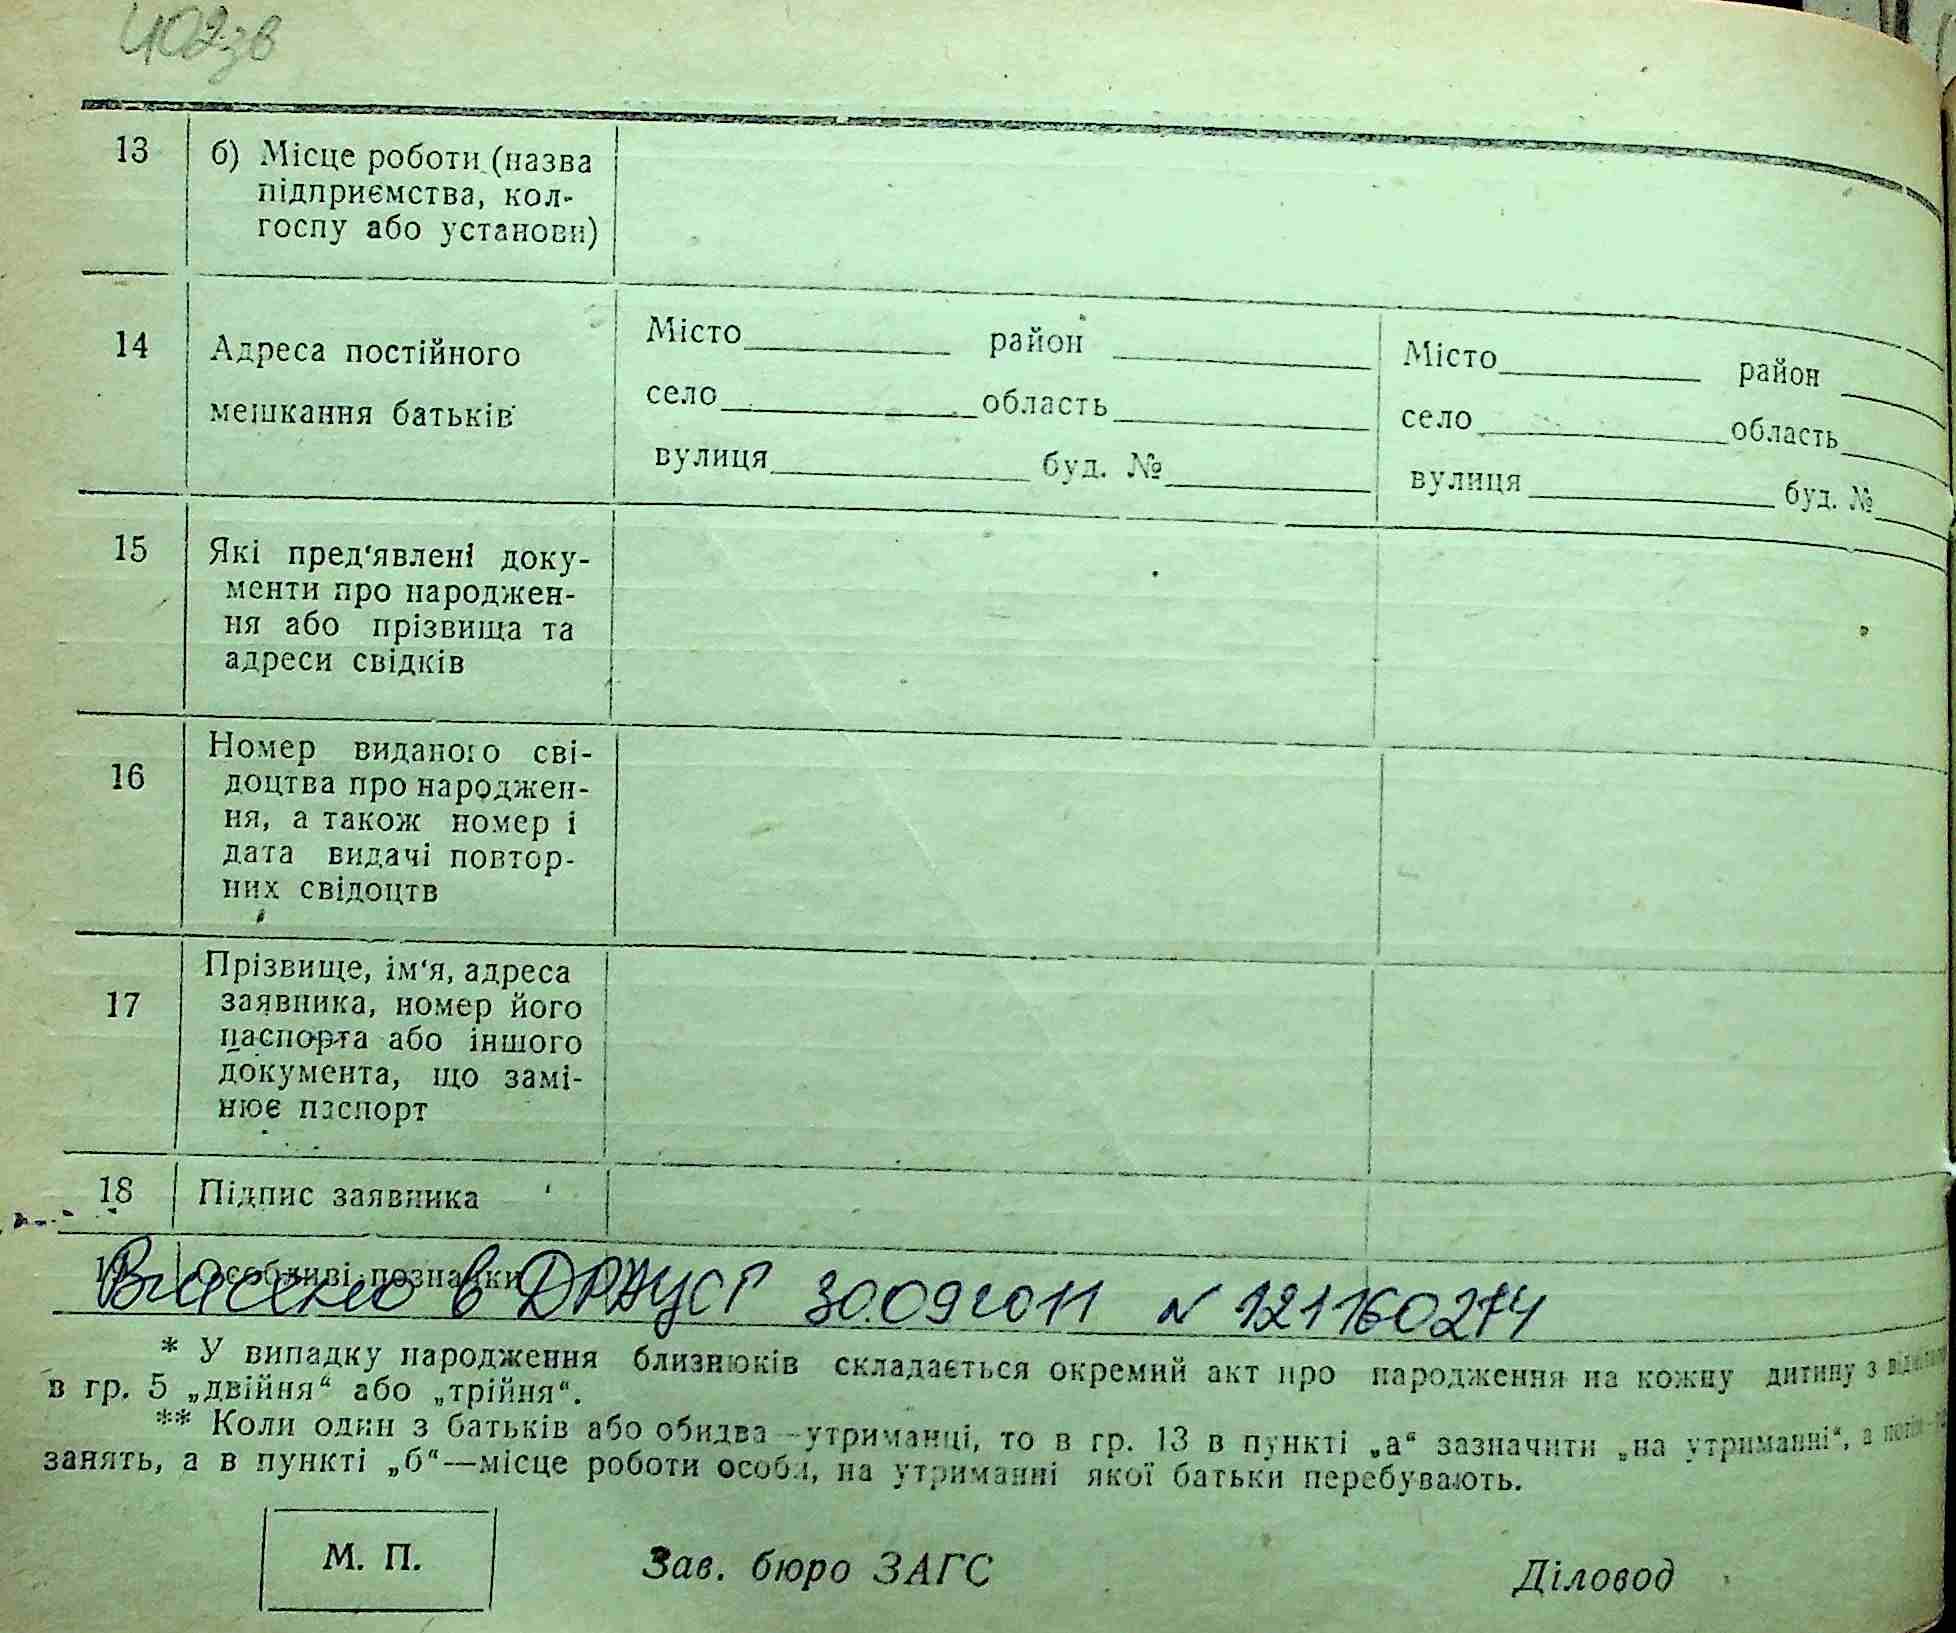 402зв
13 б) Місце роботи (назва
підприємства, кол-
госпу або установи)
14 Адреса постійного
мешкання батьків
Місто район
село область
вулиця буд. №
Місто район
село область
вулиця буд. №
15 Які пред'явлені доку-
менти про народжен-
ня або прізвища та
адреси свідків
16 Номер виданого сві-
доцтва про народжен-
ня, а також номер і
дата видачі повтор-
них свідоцтв
17 Прізвище, ім'я, адреса
заявника, номер його
паспорта або іншого
документа, що замі-
нює паспорт
18 Підпис заявника
19 Особливі позначки
Внесено в ДРАЦСГ 30.09.2011 N 121160274
* У випадку народження близнюків складається окремий акт про народження на кожну дитину з
в гр. 5 „двійня“ або „трійня“.
** Коли один з батьків або обидва—утриманці, то в гр. 13 в пункті „а“ зазначити „на утриманні“, а
занять, а в пункті „б“—місце роботи особи, на утриманні якої батьки перебувають.
М. П. Зав. бюро ЗАГС Діловод